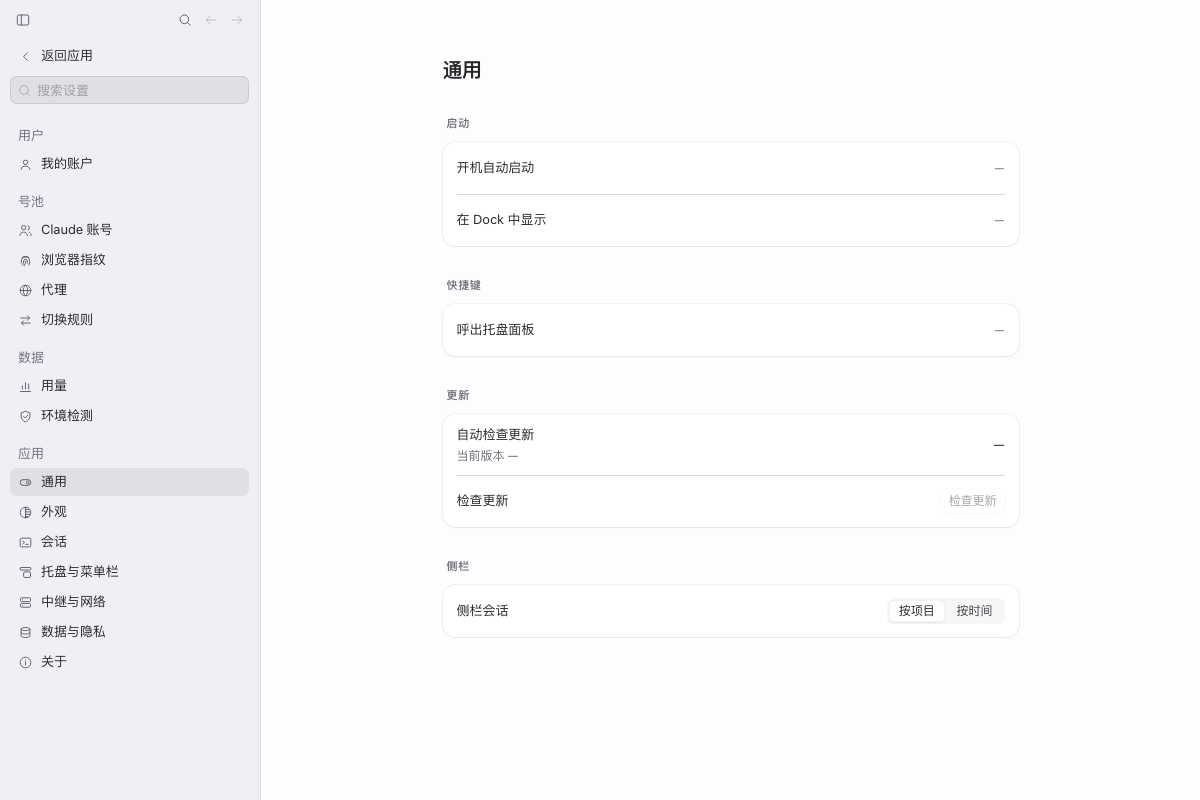 返回应用
搜索设置
用户
我的账户
号池
Claude 账号
浏览器指纹
代理
切换规则
数据
用量
环境检测
应用
通用
外观
会话
托盘与菜单栏
中继与网络
数据与隐私
关于
通用
启动
开机自动启动 —
在 Dock 中显示 —
快捷键
呼出托盘面板 —
更新
自动检查更新 —
当前版本 —
检查更新 检查更新
侧栏
侧栏会话 按项目 按时间